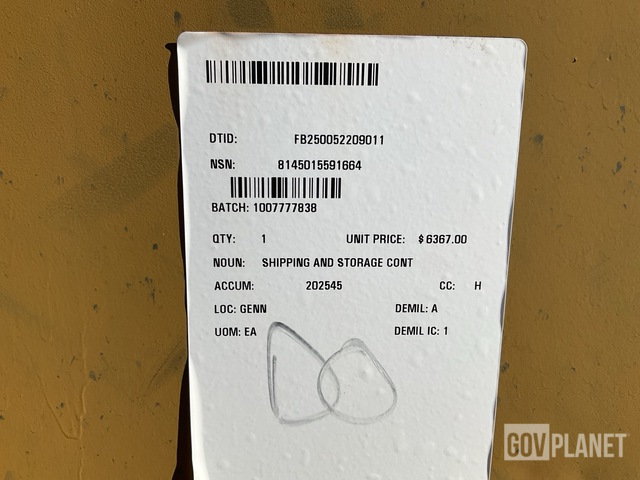 DTID: FB250052209011
NSN: 8145015591664
BATCH: 1007777838
QTY: 1 UNIT PRICE: $6367.00
NOUN: SHIPPING AND STORAGE CONT
ACCUM: 202545 CC: H
LOC: GENN DEMIL: A
UOM: EA DEMIL IC: 1
GOVPLANET